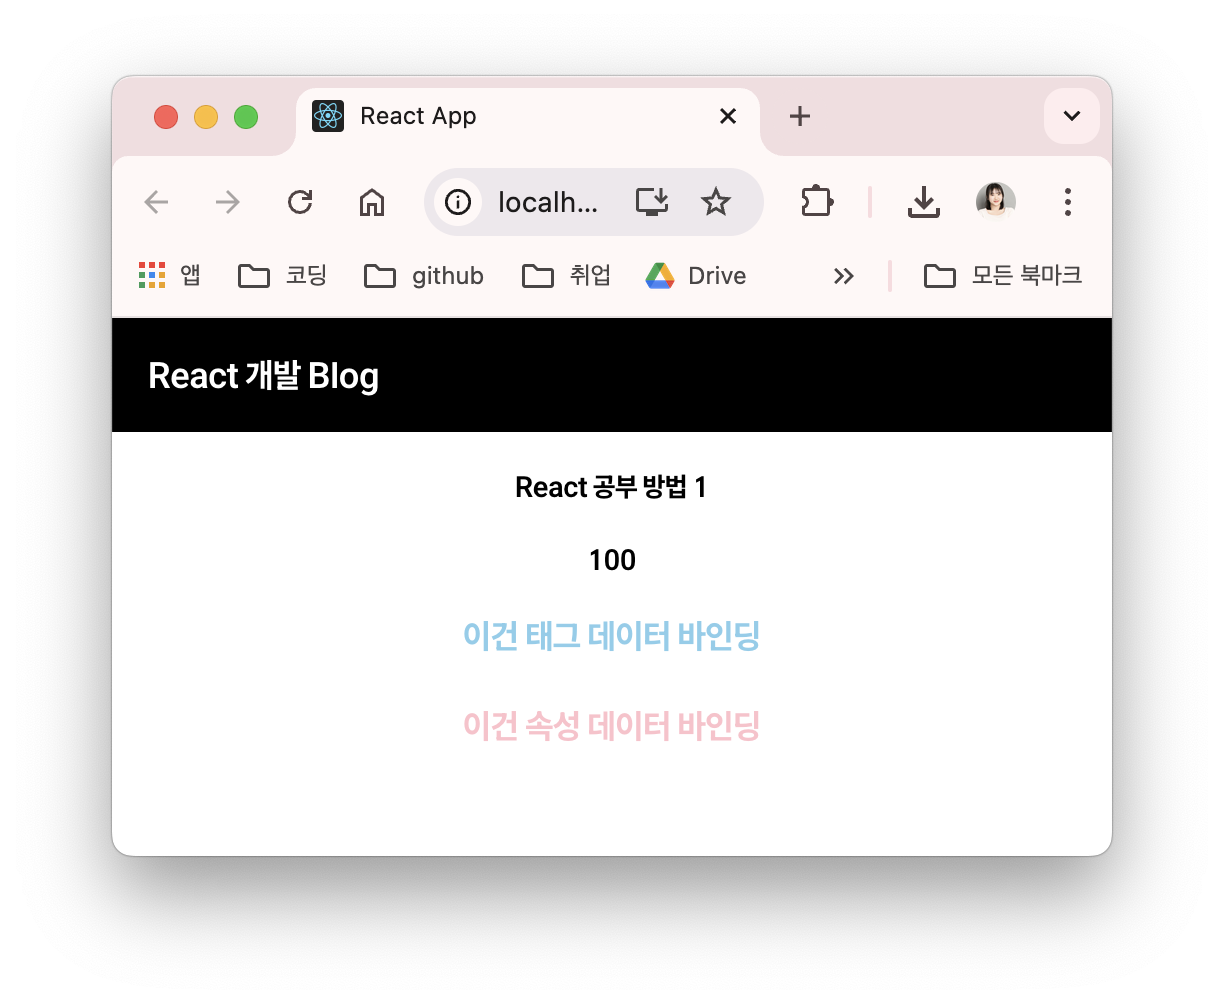 React App
localh...
앱 코딩 github 취업 Drive 모든 북마크
React 개발 Blog
React 공부 방법 1
100
이건 태그 데이터 바인딩
이건 속성 데이터 바인딩